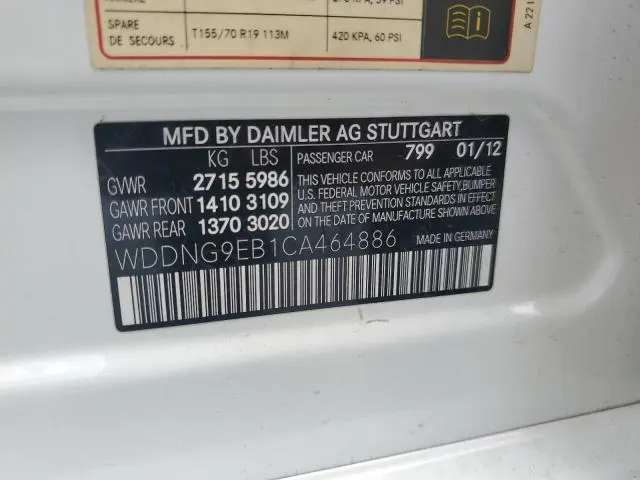 SPARE
DE SECOURS T155/70 R19 113M 420 KPA, 60 PSI
A 221
MFD BY DAIMLER AG STUTTGART
KG LBS PASSENGER CAR 799 01/12
GVWR 2715 5986
GAWR FRONT 1410 3109
GAWR REAR 1370 3020
THIS VEHICLE CONFORMS TO ALL APPLICABLE
U.S. FEDERAL MOTOR VEHICLE SAFETY,BUMPER
AND THEFT PREVENTION STANDARDS IN EFFECT
ON THE DATE OF MANUFACTURE SHOWN ABOVE.
WDDNG9EB1CA464886 MADE IN GERMANY